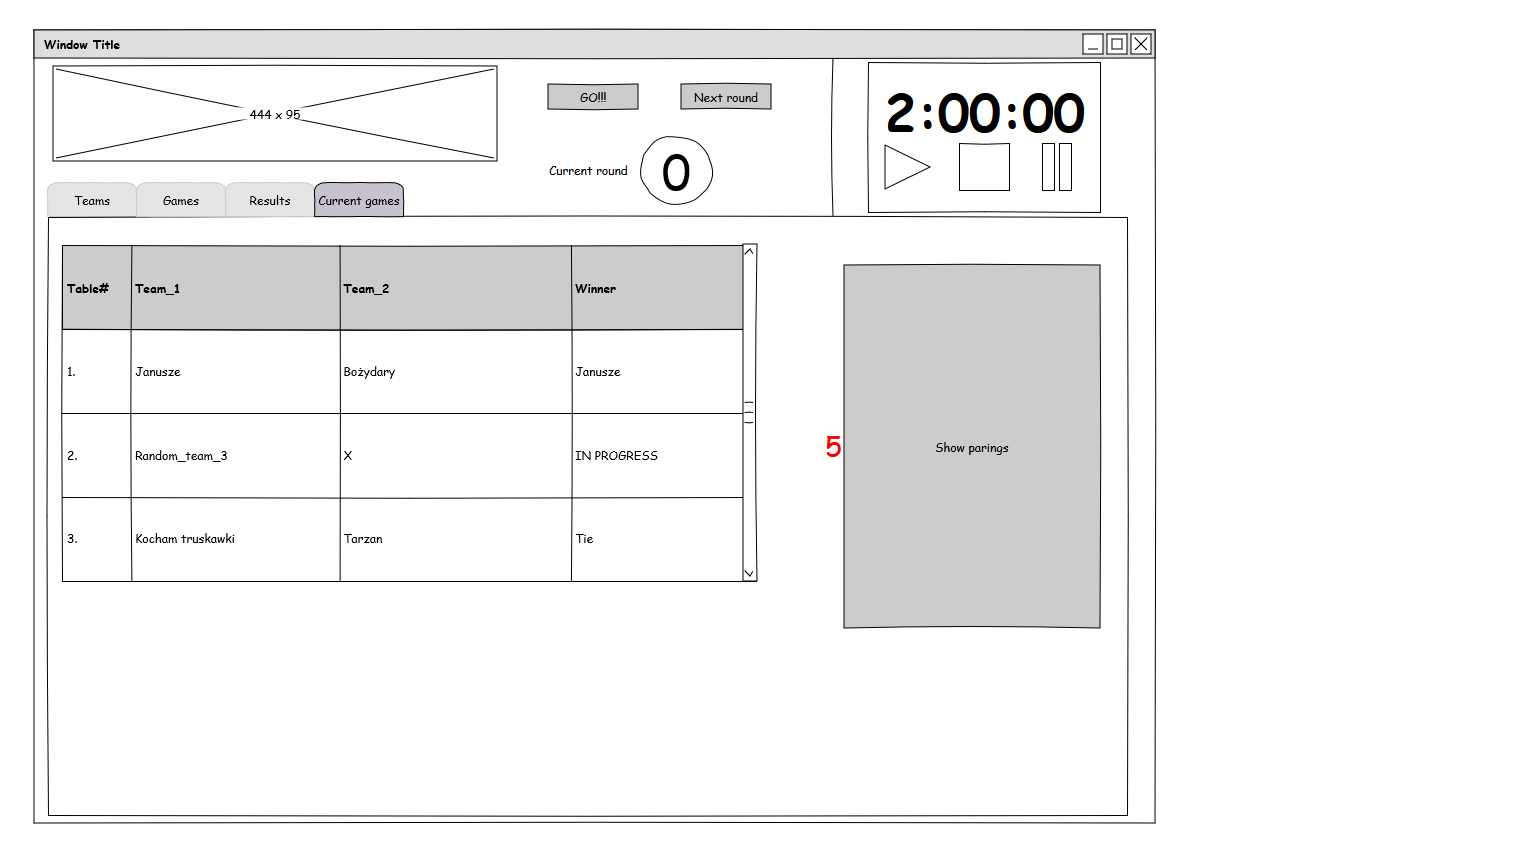 Window Title
444 x 95
GO!!!
Next round
2:00:00
Current round
0
Teams
Games
Results
Current games
Table# Team_1 Team_2 Winner
1. Janusze Bożydary Janusze
2. Random_team_3 X IN PROGRESS
3. Kocham truskawki Tarzan Tie
5
Show parings